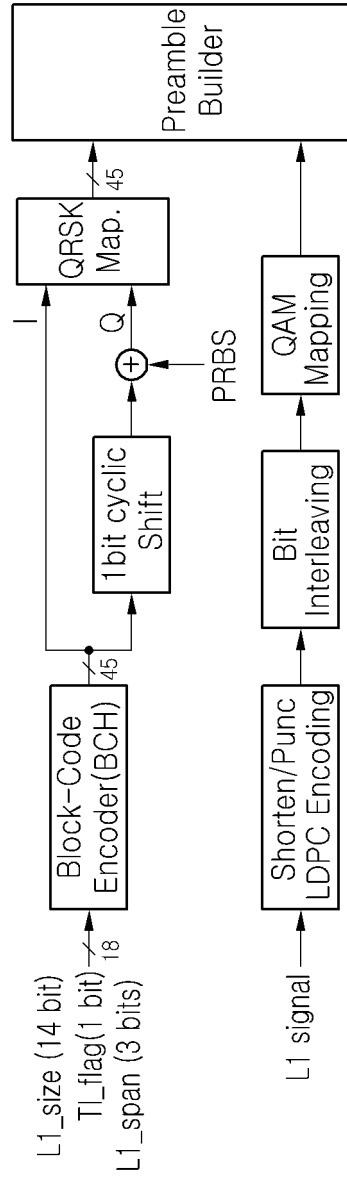 L1_size (14 bit)
TI_flag(1 bit)
L1_span (3 bits)
18
Block-Code
Encoder(BCH)
45
1bit cyclic
Shift
I
Q
PRBS
QRSK
Map.
45
Preamble
Builder
L1 signal
Shorten/Punc
LDPC Encoding
Bit
Interleaving
QAM
Mapping